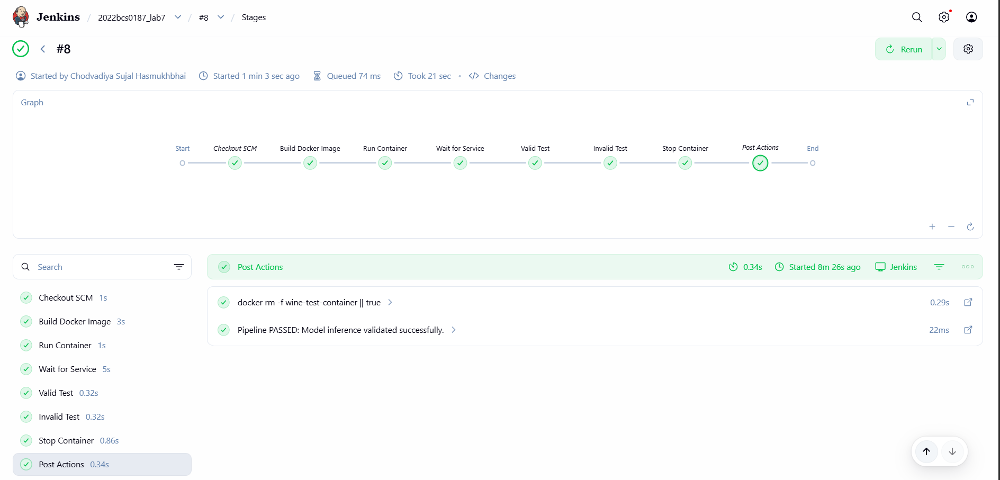 Jenkins / 2022bcs0187_lab7 / #8 / Stages
#8
Rerun
Started by Chodvadiya Sujal Hasmukhbhai Started 1 min 3 sec ago Queued 74 ms Took 21 sec • Changes
Graph
Start Checkout SCM Build Docker Image Run Container Wait for Service Valid Test Invalid Test Stop Container Post Actions End
Search
Checkout SCM 1s
Build Docker Image 3s
Run Container 1s
Wait for Service 5s
Valid Test 0.32s
Invalid Test 0.32s
Stop Container 0.86s
Post Actions 0.34s
Post Actions 0.34s Started 8m 26s ago Jenkins
docker rm -f wine-test-container || true 0.29s
Pipeline PASSED: Model inference validated successfully. 22ms